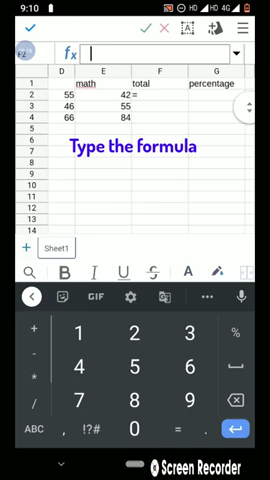 9:10 HD HD 4G
F2 fx
D E F G
1 math total percentage
2 55 42 =
3 46 55
4 66 84
5
6
7
8
9
10
11
12
13
14
Type the formula
+ Sheet1
B I U S A
GIF
+ 1 2 3 %
- 4 5 6
* 7 8 9
/ ABC , !?# 0 = .
Screen Recorder